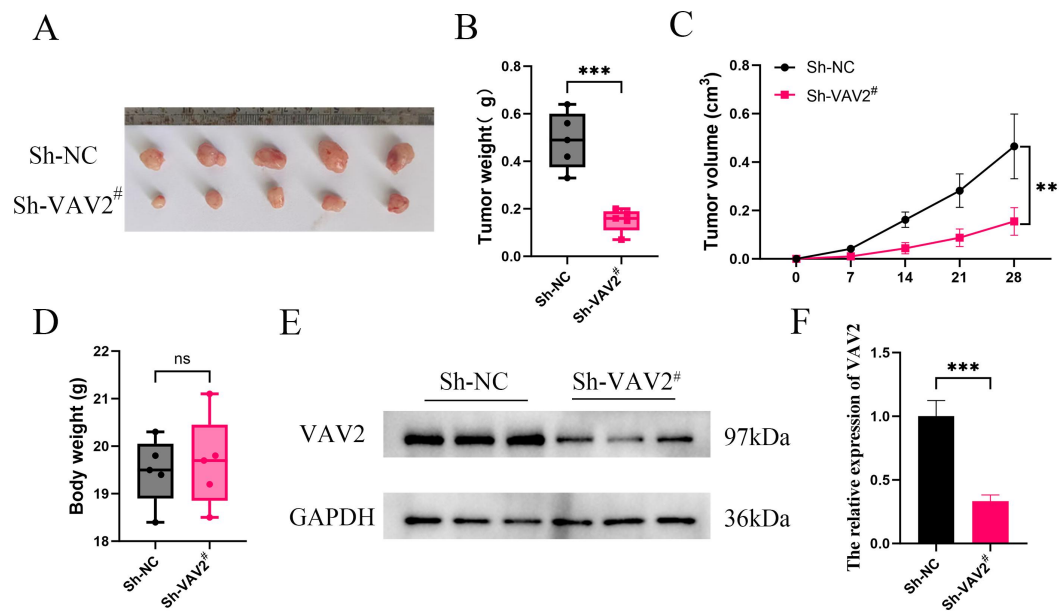 A
Sh-NC
Sh-VAV2#
B
Tumor weight( g)
0.8
0.6
0.4
0.2
0.0
***
Sh-NC
Sh-VAV2#
C
Tumor volume (cm3)
0.8
0.6
0.4
0.2
0.0
Sh-NC
Sh-VAV2#
**
0 7 14 21 28
D
Body weight (g)
22
21
20
19
18
ns
Sh-NC
Sh-VAV2#
E
Sh-NC Sh-VAV2#
VAV2 97kDa
GAPDH 36kDa
F
The relative expression of VAV2
1.5
1.0
0.5
0.0
***
Sh-NC
Sh-VAV2#